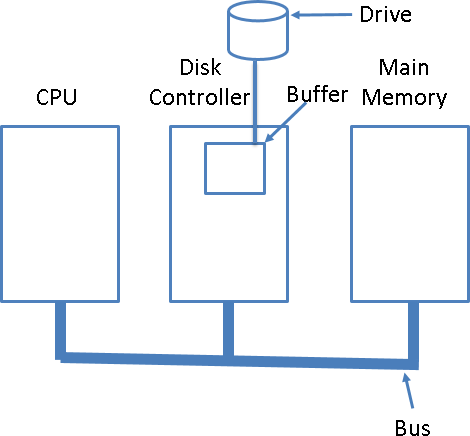 Drive
Disk
Controller
CPU
Buffer
Main
Memory
Bus